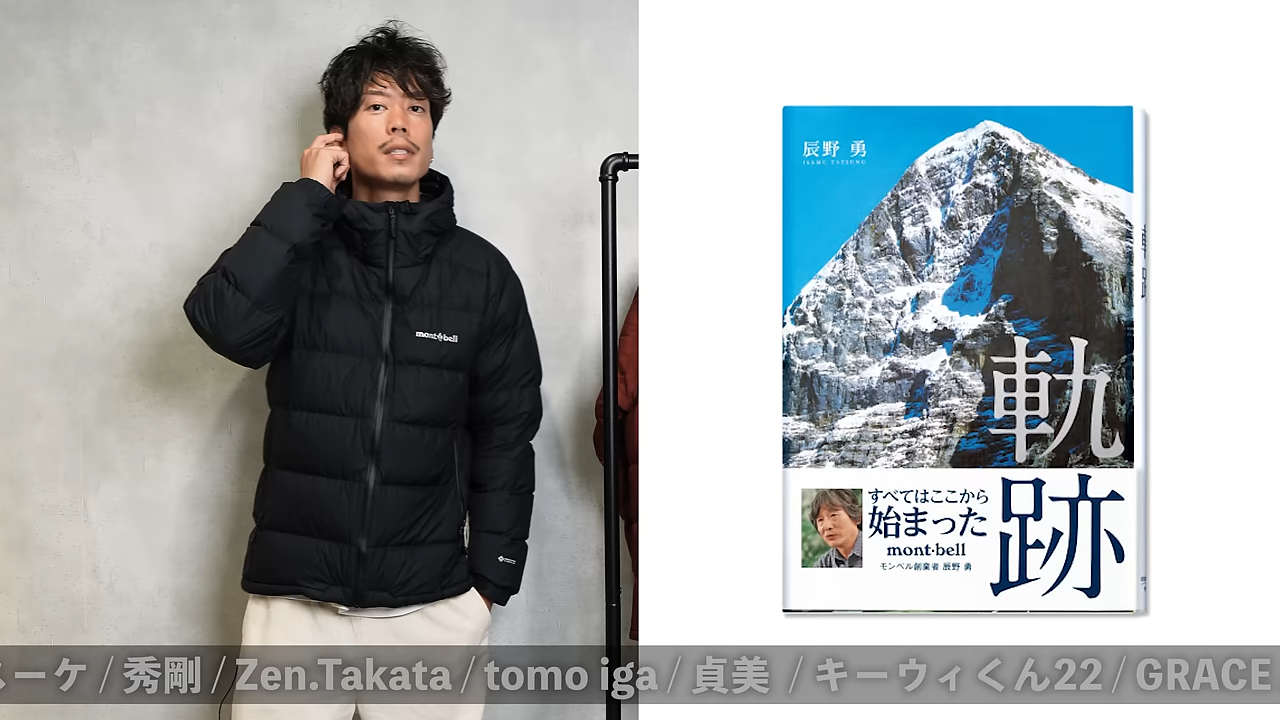 mont-bell
辰野 勇
ISAMU TATSUNO
軌跡
すべてはここから
始まった
mont-bell
モンベル創業者 辰野 勇
軌跡
ーケ / 秀剛 / Zen.Takata / tomo iga / 貞美 / キーウィくん22 / GRACE